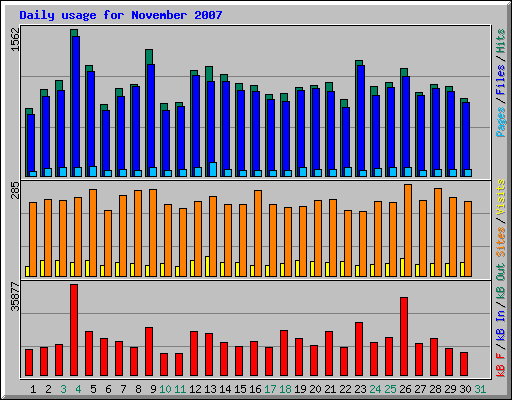 Daily usage for November 2007
1562
Pages / Files / Hits
285
Sites / Visits
35877
kB F / kB In / kB Out
1 2 3 4 5 6 7 8 9 10 11 12 13 14 15 16 17 18 19 20 21 22 23 24 25 26 27 28 29 30 31